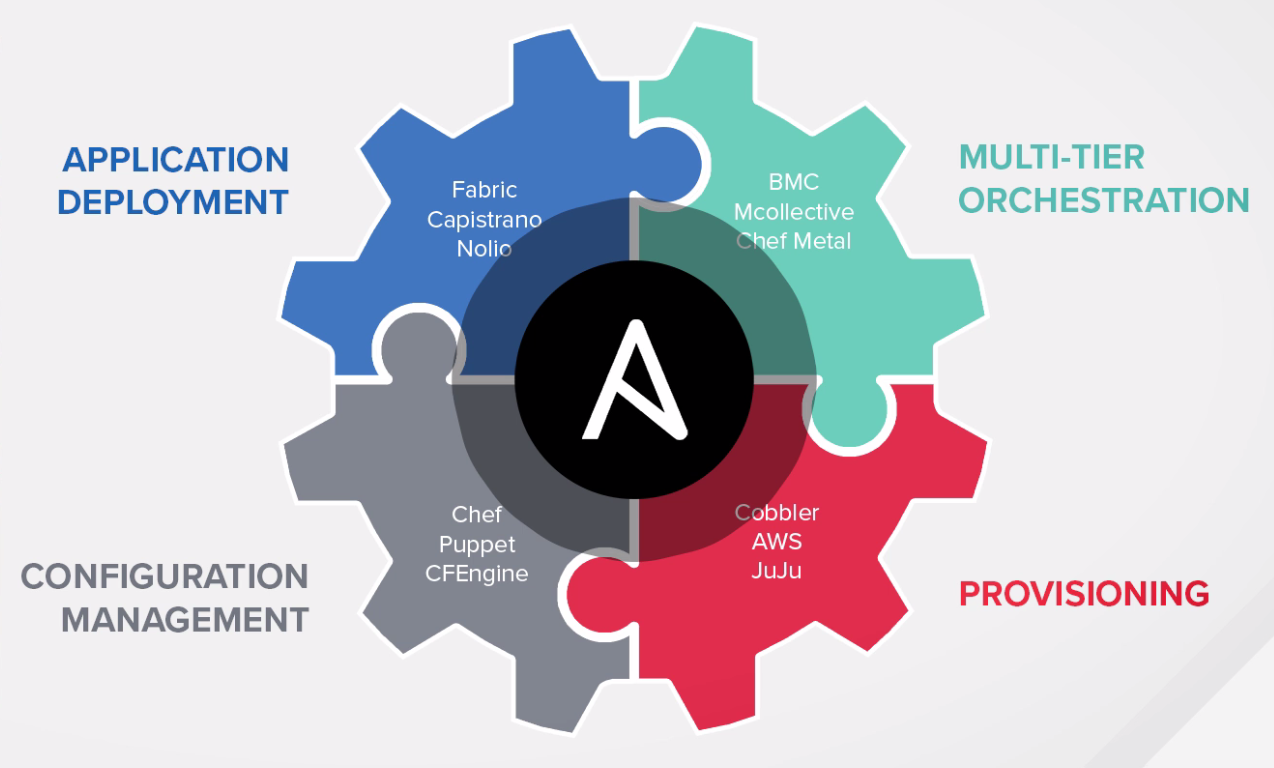 APPLICATION
DEPLOYMENT
Fabric
Capistrano
Nolio
BMC
Mcollective
Chef Metal
MULTI-TIER
ORCHESTRATION
CONFIGURATION
MANAGEMENT
Chef
Puppet
CFEngine
Cobbler
AWS
JuJu
PROVISIONING